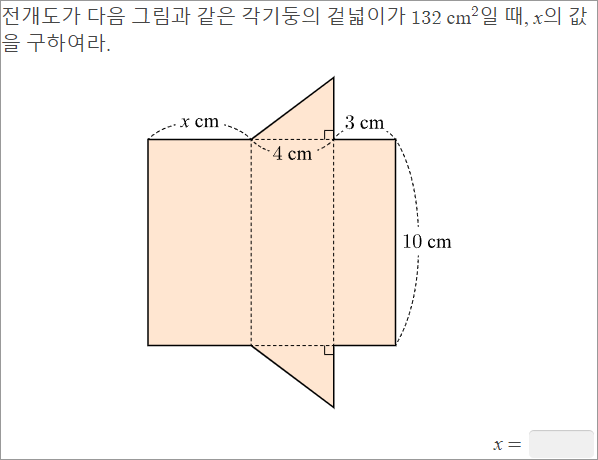 전개도가 다음 그림과 같은 각기둥의 겉넓이가 132 cm²일 때, x의 값
을 구하여라.
x cm
3 cm
4 cm
10 cm
x =